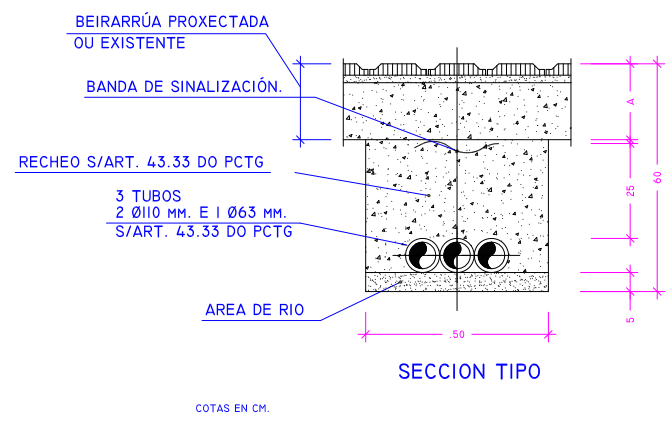 BEIRARRÚA PROXECTADA
OU EXISTENTE
BANDA DE SINALIZACIÓN.
RECHEO S/ART. 43.33 DO PCTG
3 TUBOS
2 Ø110 MM. E 1 Ø63 MM.
S/ART. 43.33 DO PCTG
AREA DE RIO
A
25
60
5
.50
SECCION TIPO
COTAS EN CM.